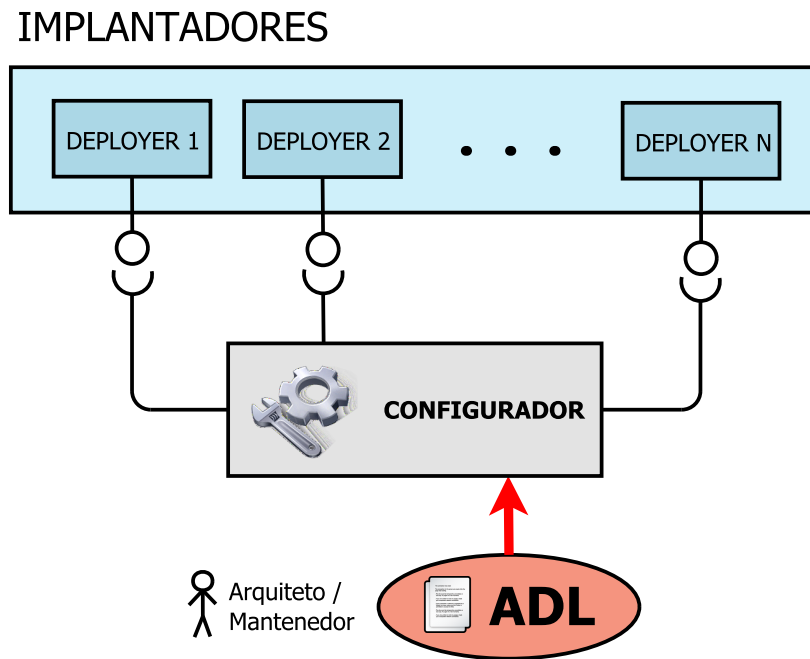 IMPLANTADORES
DEPLOYER 1
DEPLOYER 2
. . .
DEPLOYER N
CONFIGURADOR
Arquiteto /
Mantenedor
ADL